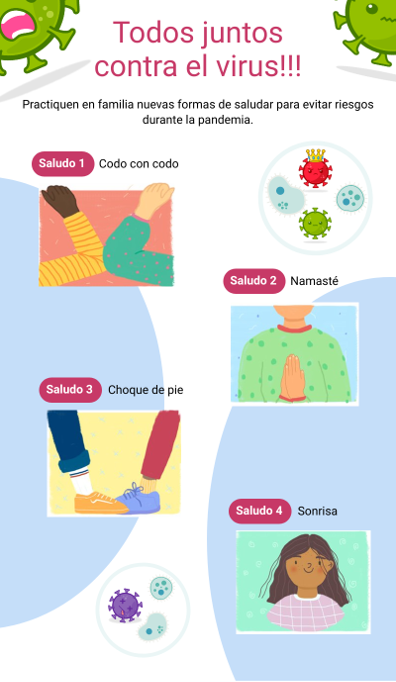 Todos juntos
contra el virus!!!
Practiquen en familia nuevas formas de saludar para evitar riesgos
durante la pandemia.
Saludo 1 Codo con codo
Saludo 2 Namasté
Saludo 3 Choque de pie
Saludo 4 Sonrisa